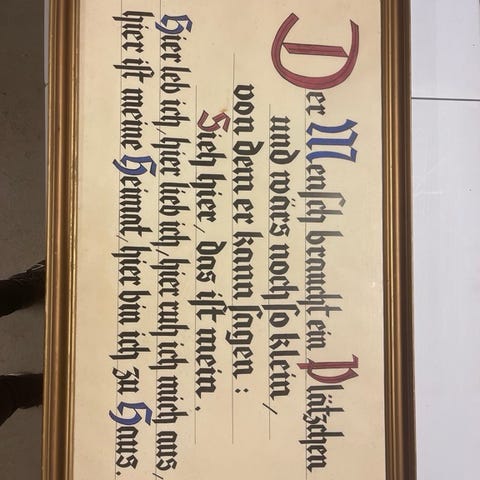 Der Mensch braucht ein Plätzchen
und wärs noch so klein,
von dem er kann sagen:
Sieh hier, das ist mein.
Hier leb ich, hier lieb ich, hier ruh ich mich aus,
hier ist meine Heimat, hier bin ich zu Haus.